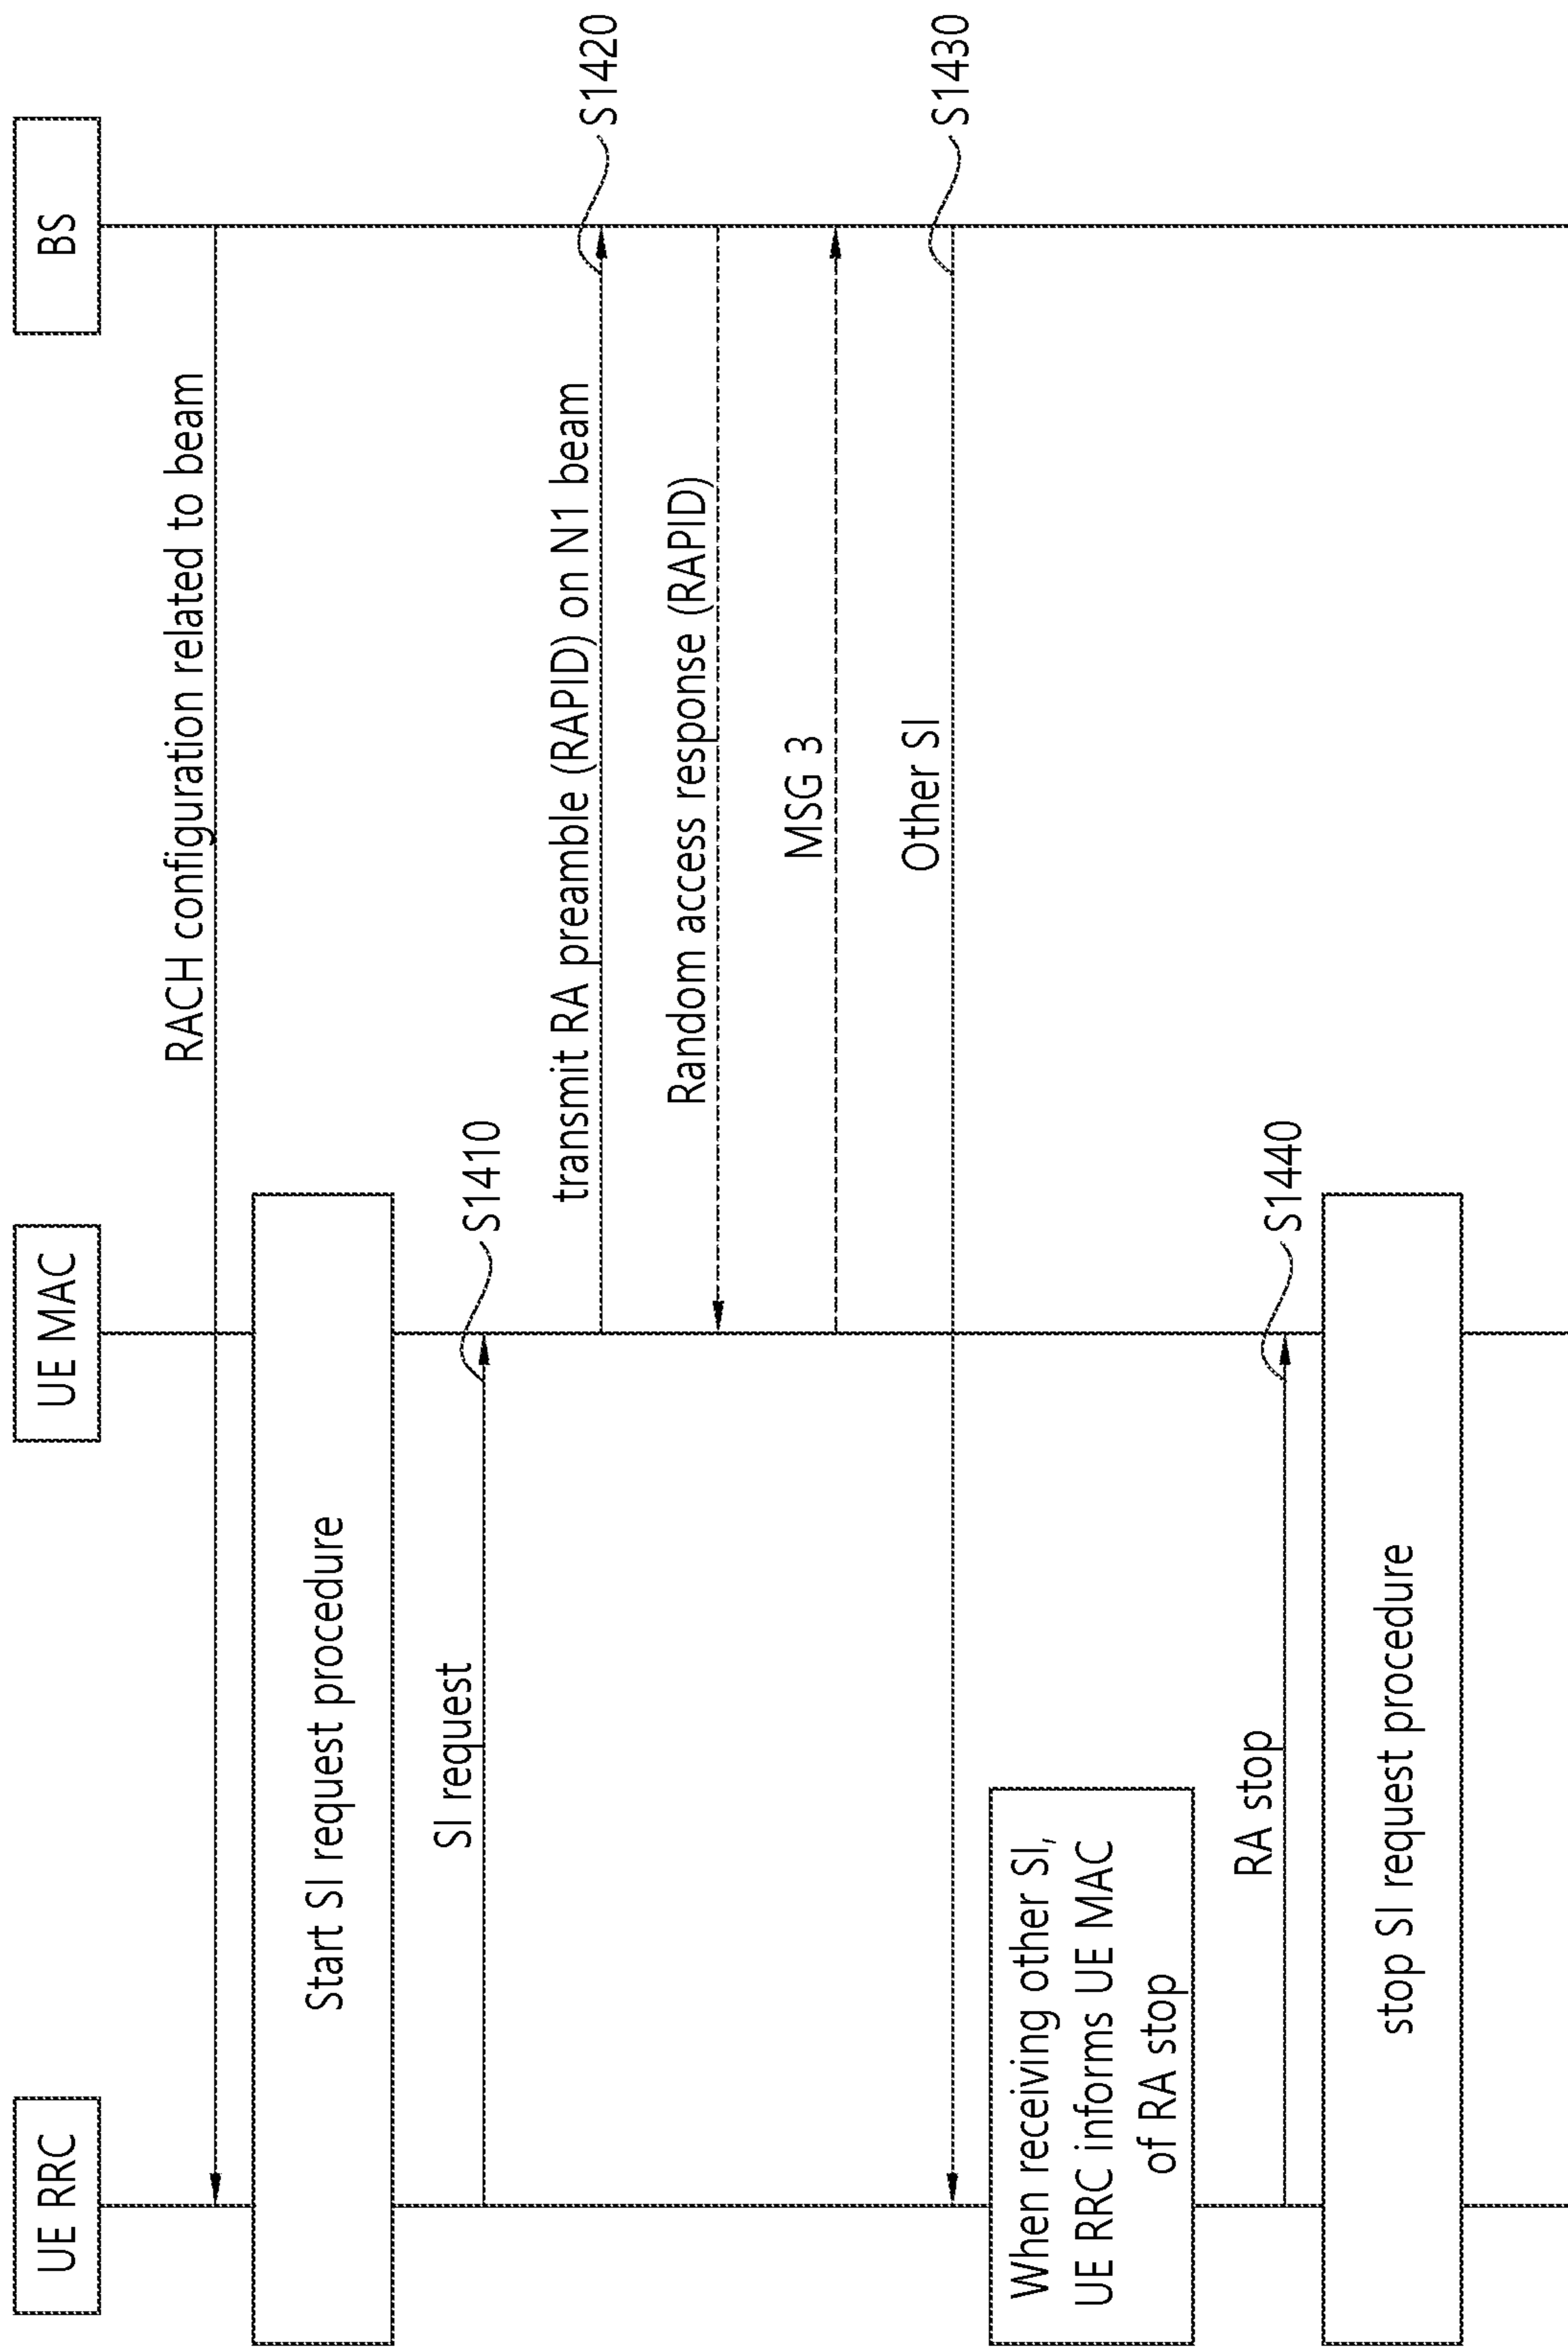 UE RRC
UE MAC
BS
RACH configuration related to beam
Start SI request procedure
SI request
S1410
transmit RA preamble (RAPID) on N1 beam
S1420
Random access response (RAPID)
MSG 3
Other SI
S1430
When receiving other SI,
UE RRC informs UE MAC
of RA stop
RA stop
S1440
stop SI request procedure